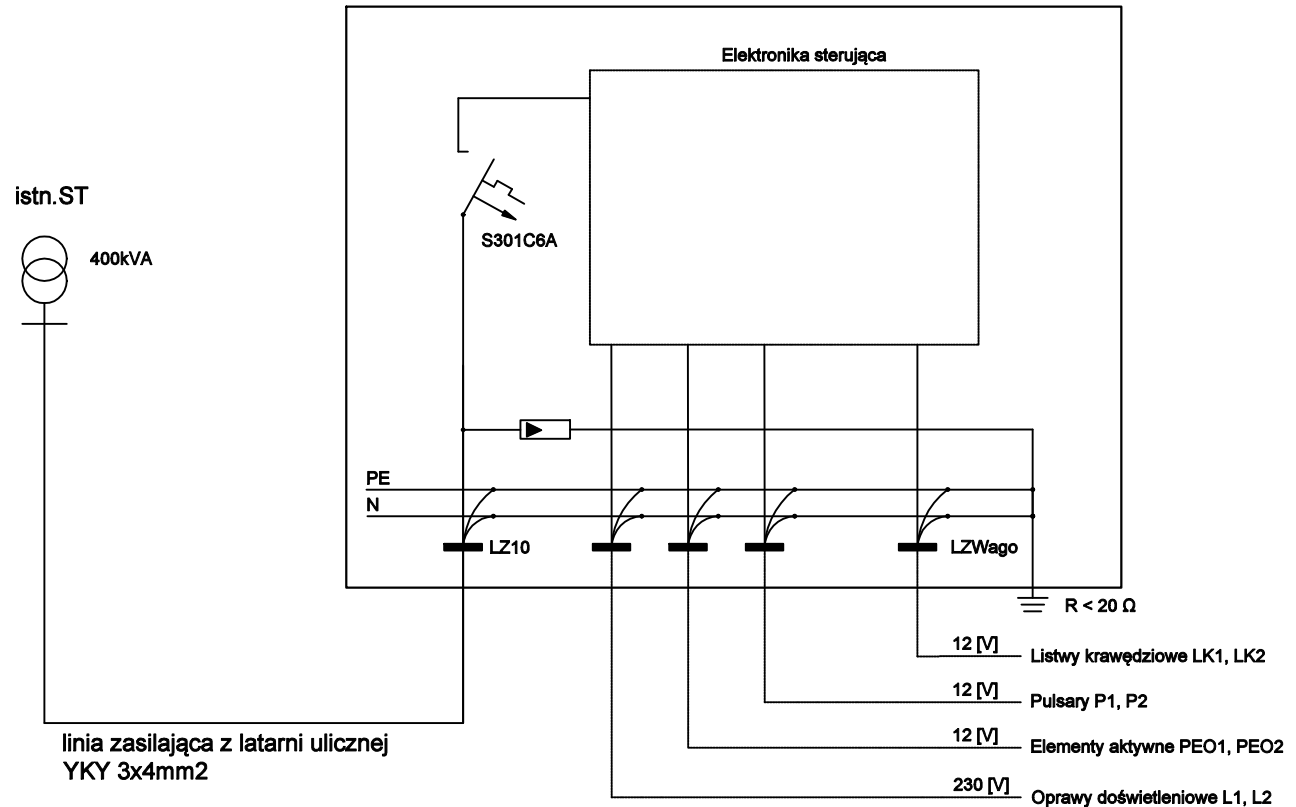 Elektronika sterująca
istn.ST
400kVA
S301C6A
PE
N
LZ10
LZWago
R < 20 Ω
12 [V]
Listwy krawędziowe LK1, LK2
12 [V]
Pulsary P1, P2
12 [V]
Elementy aktywne PEO1, PEO2
230 [V]
Oprawy doświetleniowe L1, L2
linia zasilająca z latarni ulicznej
YKY 3x4mm2